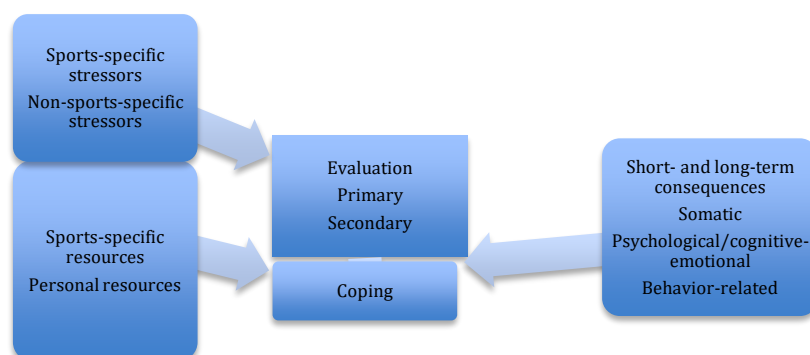 Sports-specific
stressors
Non-sports-specific
stressors
Sports-specific
resources
Personal resources
Evaluation
Primary
Secondary
Coping
Short- and long-term
consequences
Somatic
Psychological/cognitive-
emotional
Behavior-related